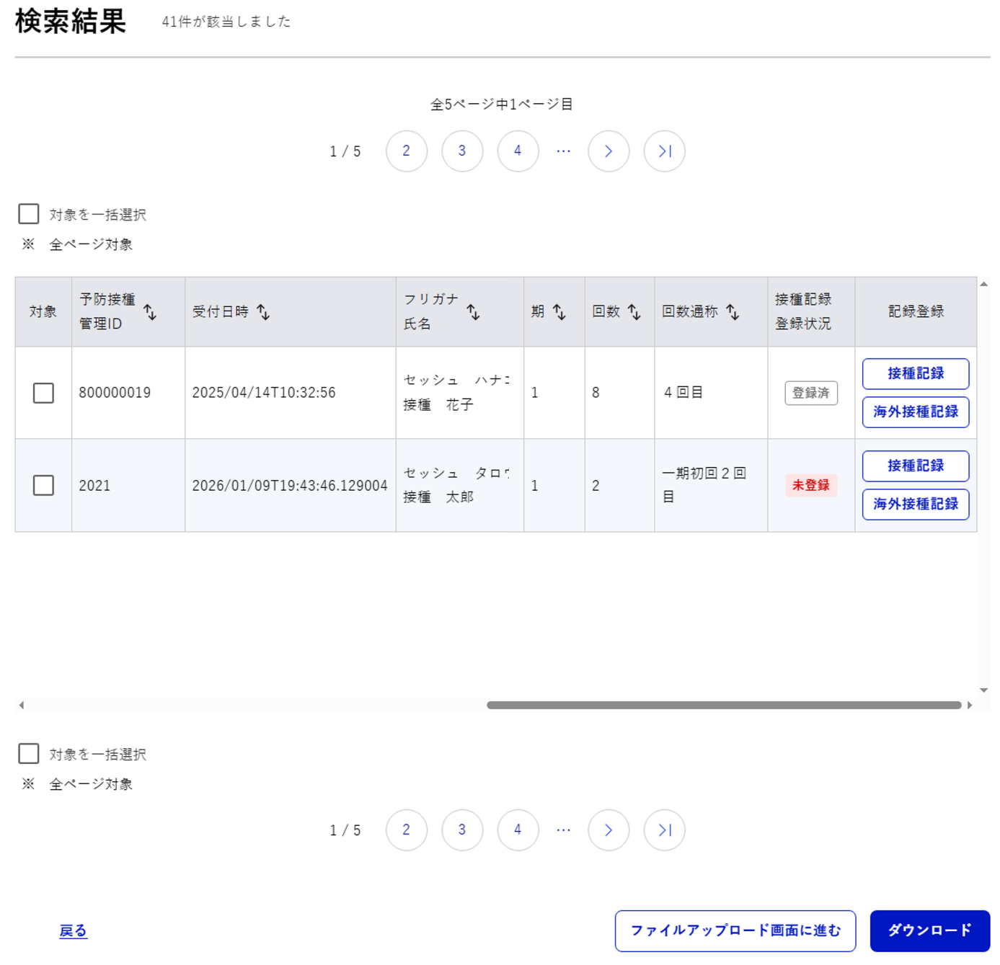 検索結果 41件が該当しました
全5ページ中1ページ目
1 / 5 2 3 4 …
対象を一括選択
※ 全ページ対象
対象 予防接種管理ID 受付日時 フリガナ 氏名 期 回数 回数通称 接種記録登録状況 記録登録
800000019 2025/04/14T10:32:56 セッシュ ハナ 接種 花子 1 8 4回目 登録済 接種記録 海外接種記録
2021 2026/01/09T19:43:46.129004 セッシュ タロ 接種 太郎 1 2 一期初回2回目 未登録 接種記録 海外接種記録
対象を一括選択
※ 全ページ対象
1 / 5 2 3 4 …
戻る ファイルアップロード画面に進む ダウンロード